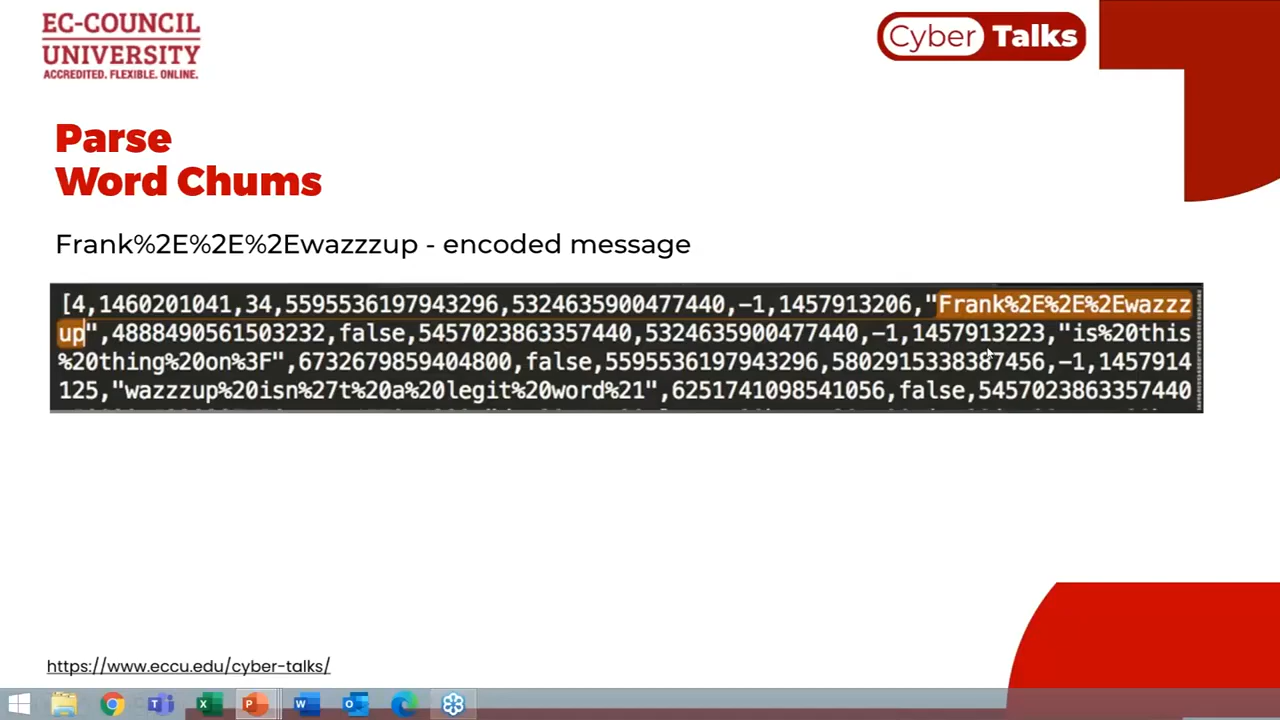 EC-COUNCIL
UNIVERSITY
ACCREDITED. FLEXIBLE. ONLINE.
Cyber Talks
Parse
Word Chums
Frank%2E%2E%2Ewazzzup - encoded message
[4,1460201041,34,5595536197943296,5324635900477440,-1,1457913206,"Frank%2E%2E%2Ewazzz
up",4888490561503232,false,5457023863357440,5324635900477440,-1,1457913223,"is%20this
%20thing%20on%3F",6732679859404800,false,5595536197943296,5802915338387456,-1,1457914
125,"wazzzup%20isn%27t%20a%20legit%20word%21",6251741098541056,false,5457023863357440
https://www.eccu.edu/cyber-talks/